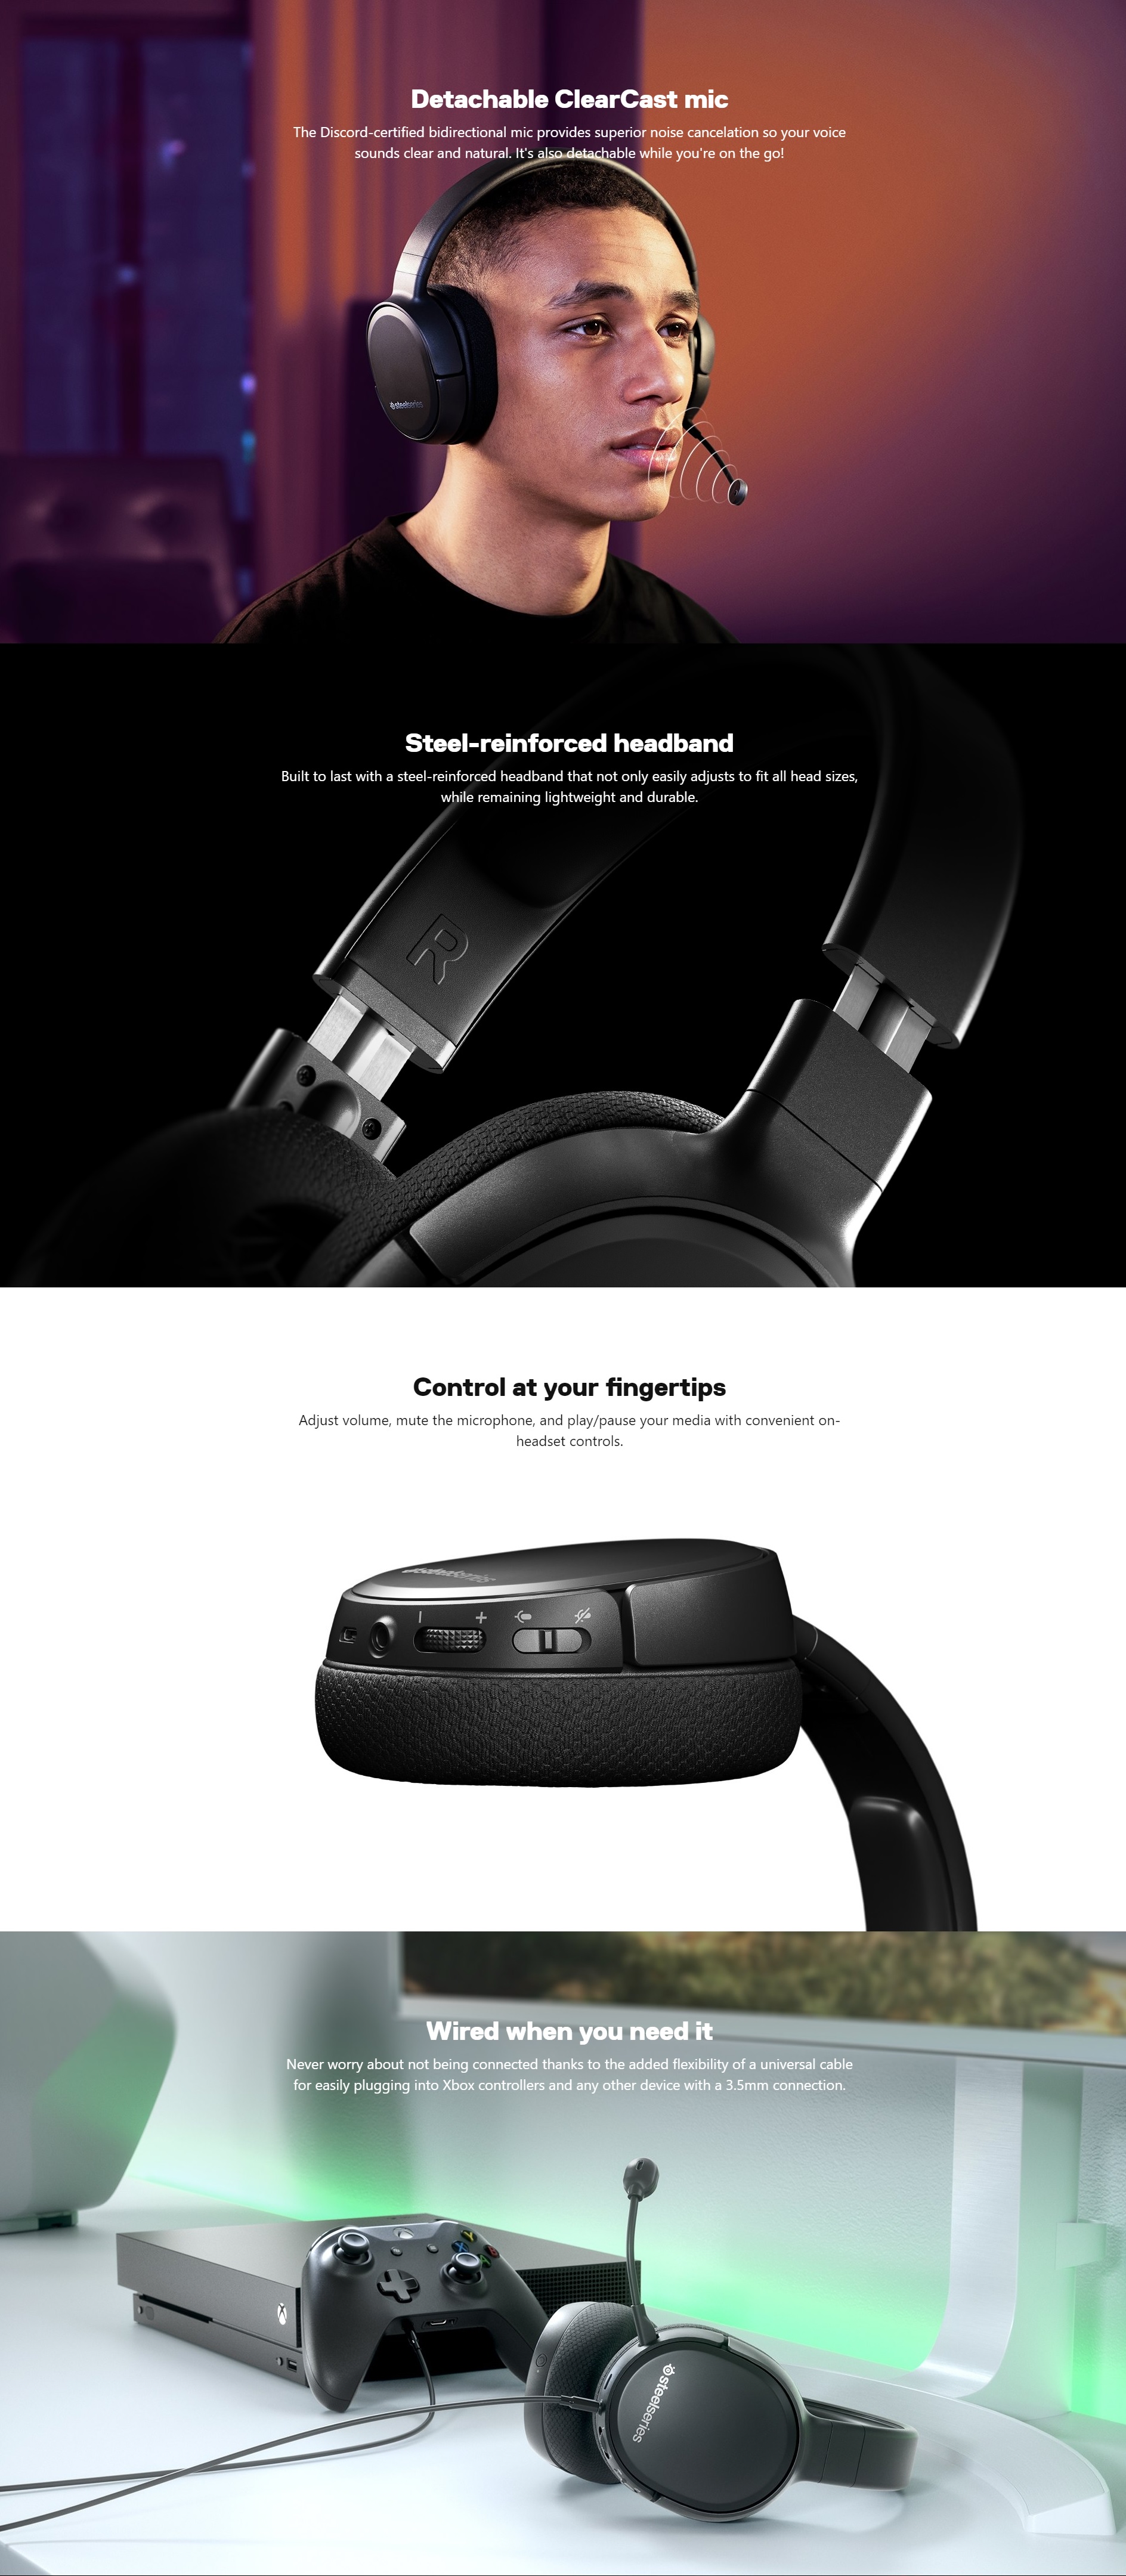 Detachable ClearCast mic
The Discord-certified bidirectional mic provides superior noise cancelation so your voice
sounds clear and natural. It's also detachable while you're on the go!
steelseries
Steel-reinforced headband
Built to last with a steel-reinforced headband that not only easily adjusts to fit all head sizes,
while remaining lightweight and durable.
R
Control at your fingertips
Adjust volume, mute the microphone, and play/pause your media with convenient on-
headset controls.
steelseries
Wired when you need it
Never worry about not being connected thanks to the added flexibility of a universal cable
for easily plugging into Xbox controllers and any other device with a 3.5mm connection.
Y
X
B
A
steelseries